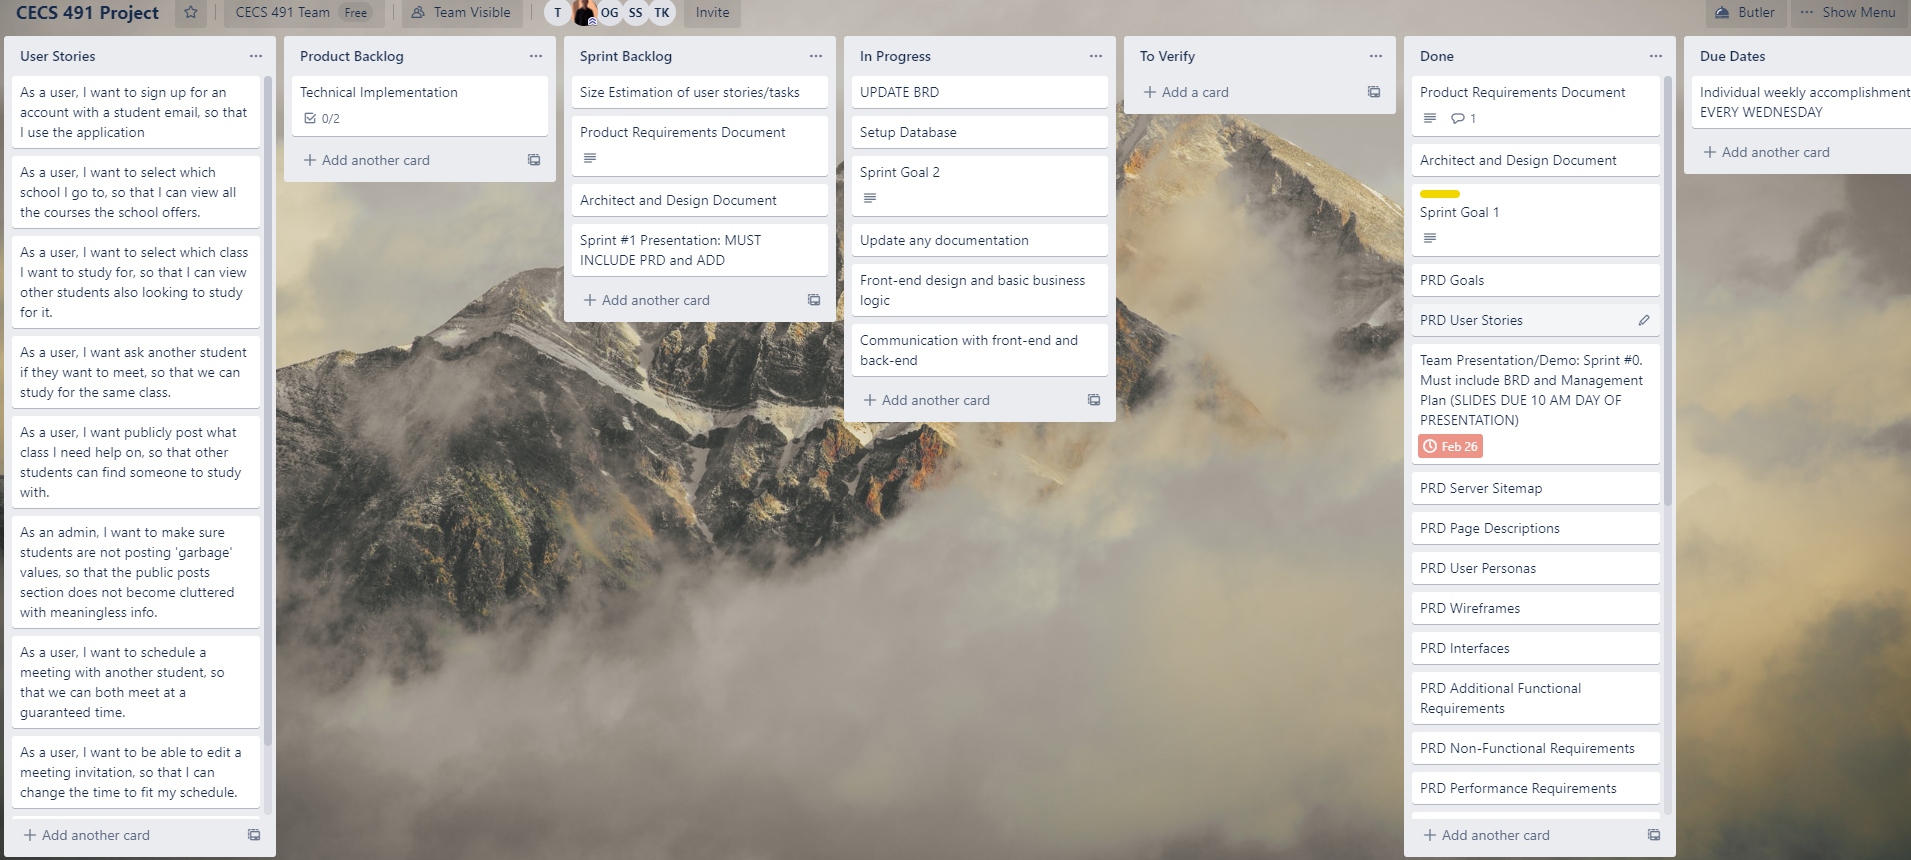 CECS 491 Project
CECS 491 Team Free
Team Visible
T OG SS TK
Invite
Butler
Show Menu
User Stories
As a user, I want to sign up for an
account with a student email, so that
I use the application
As a user, I want to select which
school I go to, so that I can view all
the courses the school offers.
As a user, I want to select which class
I want to study for, so that I can view
other students also looking to study
for it.
As a user, I want ask another student
if they want to meet, so that we can
study for the same class.
As a user, I want publicly post what
class I need help on, so that other
students can find someone to study
with.
As an admin, I want to make sure
students are not posting 'garbage'
values, so that the public posts
section does not become cluttered
with meaningless info.
As a user, I want to schedule a
meeting with another student, so
that we can both meet at a
guaranteed time.
As a user, I want to be able to edit a
meeting invitation, so that I can
change the time to fit my schedule.
+ Add another card
Product Backlog
Technical Implementation
0/2
+ Add another card
Sprint Backlog
Size Estimation of user stories/tasks
Product Requirements Document
Architect and Design Document
Sprint #1 Presentation: MUST
INCLUDE PRD and ADD
+ Add another card
In Progress
UPDATE BRD
Setup Database
Sprint Goal 2
Update any documentation
Front-end design and basic business
logic
Communication with front-end and
back-end
+ Add another card
To Verify
+ Add a card
Done
Product Requirements Document
1
Architect and Design Document
Sprint Goal 1
PRD Goals
PRD User Stories
Team Presentation/Demo: Sprint #0.
Must include BRD and Management
Plan (SLIDES DUE 10 AM DAY OF
PRESENTATION)
Feb 26
PRD Server Sitemap
PRD Page Descriptions
PRD User Personas
PRD Wireframes
PRD Interfaces
PRD Additional Functional
Requirements
PRD Non-Functional Requirements
PRD Performance Requirements
+ Add another card
Due Dates
Individual weekly accomplishment
EVERY WEDNESDAY
+ Add another card